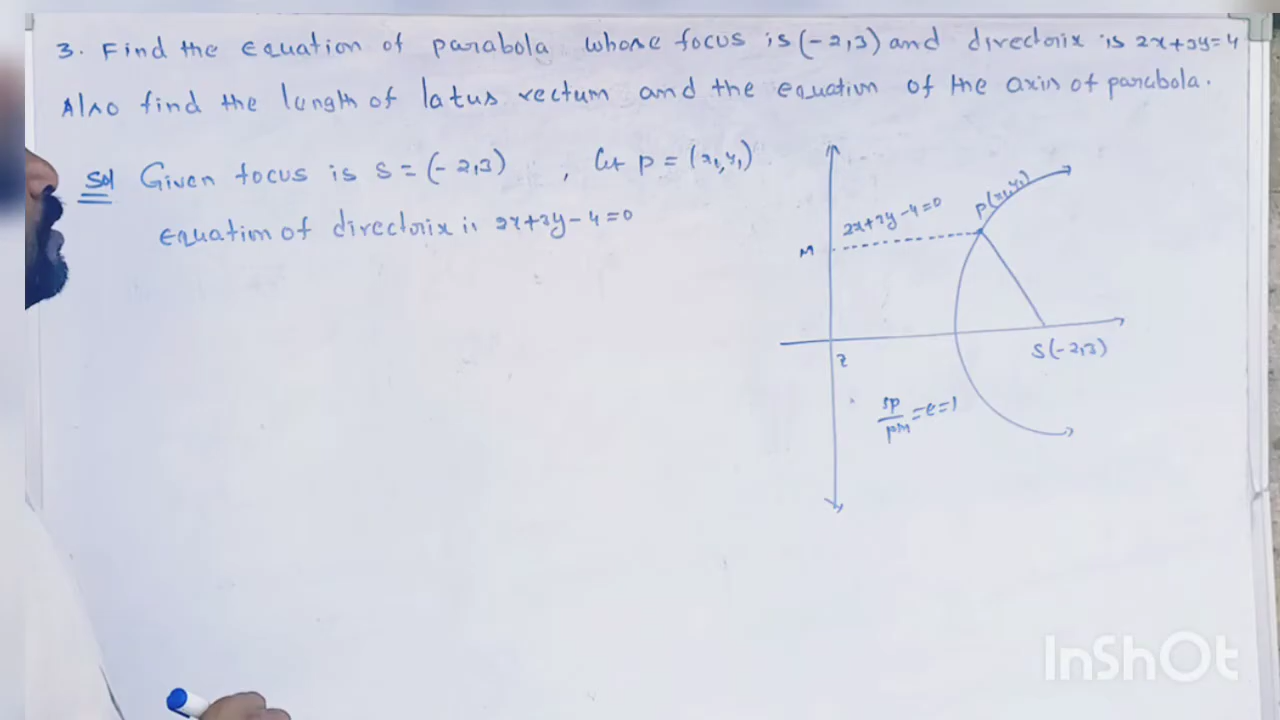 3. Find the equation of parabola whose focus is (-2,3) and directrix is 2x+3y=4
Also find the length of latus rectum and the equation of the axis of parabola.
Sol Given focus is S = (-2,3) , let P = (x₁,y₁)
equation of directrix is 2x+3y-4=0
P(x₁,y₁)
2x+3y-4=0
M
S(-2,3)
Z
SP/PM = e = 1
InShOt